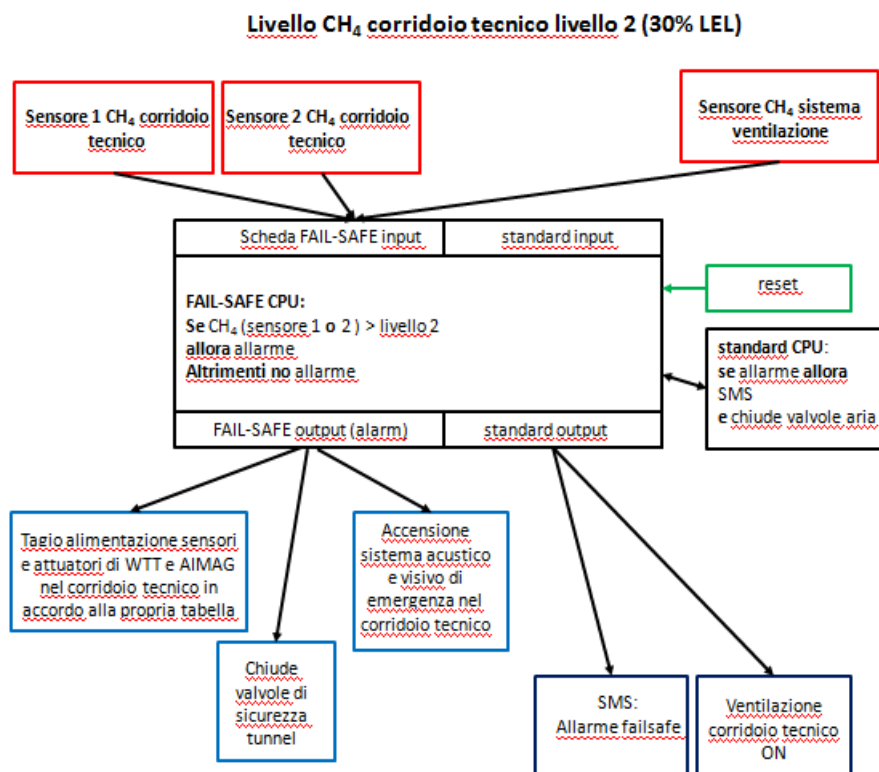 Livello CH₄ corridoio tecnico livello 2 (30% LEL)
Sensore 1 CH₄ corridoio
tecnico
Sensore 2 CH₄ corridoio
tecnico
Sensore CH₄ sistema
ventilazione
Scheda FAIL-SAFE input
standard input
FAIL-SAFE CPU:
Se CH₄ (sensore 1 o 2 ) > livello 2
allora allarme
Altrimenti no allarme
reset
standard CPU:
se allarme allora
SMS
e chiude valvole aria
FAIL-SAFE output (alarm)
standard output
Tagio alimentazione sensori
e attuatori di WTT e AIMAG
nel corridoio tecnico in
accordo alla propria tabella
Accensione
sistema acustico
e visivo di
emergenza nel
corridoio tecnico
Chiude
valvole di
sicurezza
tunnel
SMS:
Allarme failsafe
Ventilazione
corridoio tecnico
ON